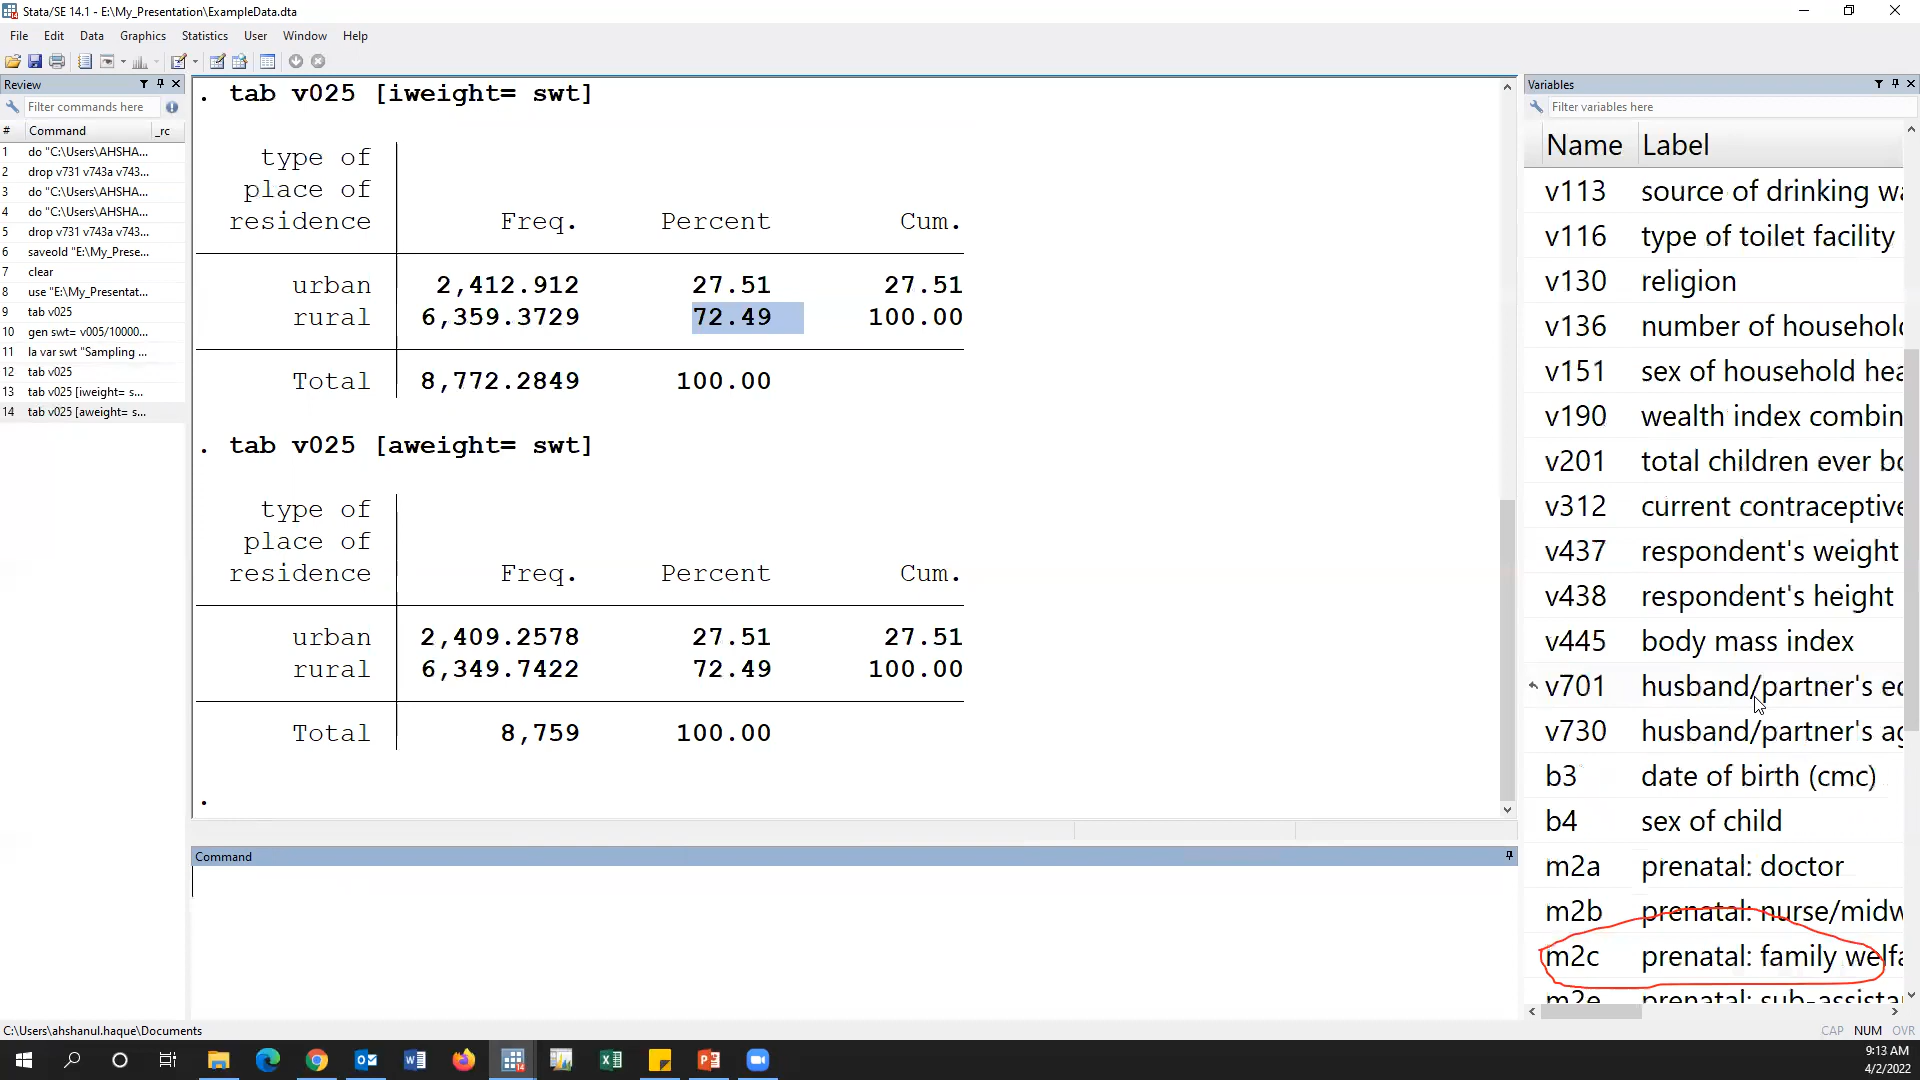 Stata/SE 14.1 - E:\My_Presentation\ExampleData.dta
File Edit Data Graphics Statistics User Window Help
Review
Filter commands here
# Command _rc
1 do "C:\Users\AHSHA...
2 drop v731 v743a v743...
3 do "C:\Users\AHSHA...
4 do "C:\Users\AHSHA...
5 drop v731 v743a v743...
6 saveold "E:\My_Prese...
7 clear
8 use "E:\My_Presentat...
9 tab v025
10 gen swt= v005/10000...
11 la var swt "Sampling ...
12 tab v025
13 tab v025 [iweight= s...
14 tab v025 [aweight= s...
. tab v025 [iweight= swt]
type of
place of
residence Freq. Percent Cum.
urban 2,412.912 27.51 27.51
rural 6,359.3729 72.49 100.00
Total 8,772.2849 100.00
. tab v025 [aweight= swt]
type of
place of
residence Freq. Percent Cum.
urban 2,409.2578 27.51 27.51
rural 6,349.7422 72.49 100.00
Total 8,759 100.00
.
Command
Variables
Filter variables here
Name Label
v113 source of drinking wa
v116 type of toilet facility
v130 religion
v136 number of househol
v151 sex of household hea
v190 wealth index combin
v201 total children ever bo
v312 current contraceptive
v437 respondent's weight
v438 respondent's height
v445 body mass index
v701 husband/partner's ed
v730 husband/partner's ag
b3 date of birth (cmc)
b4 sex of child
m2a prenatal: doctor
m2b prenatal: nurse/midw
m2c prenatal: family welfa
m2e prenatal: sub-assista
C:\Users\ahshanul.haque\Documents
CAP NUM OVR
9:13 AM
4/2/2022